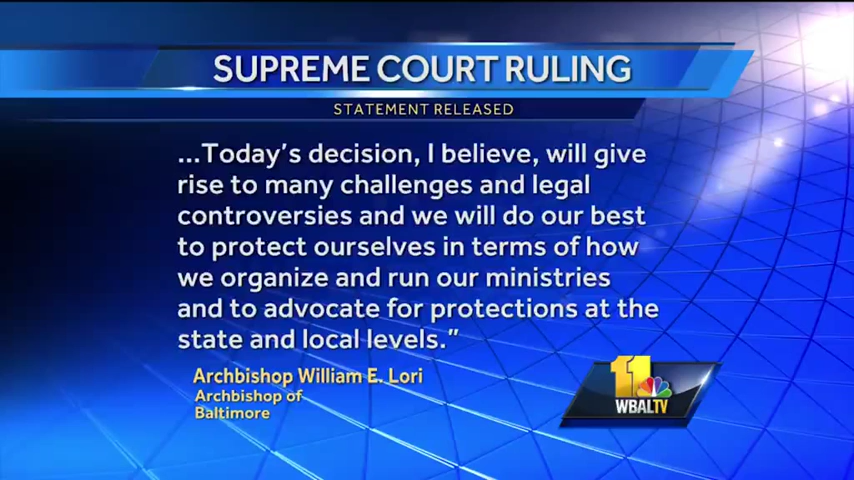 SUPREME COURT RULING
STATEMENT RELEASED
...Today's decision, I believe, will give
rise to many challenges and legal
controversies and we will do our best
to protect ourselves in terms of how
we organize and run our ministries
and to advocate for protections at the
state and local levels.”
Archbishop William E. Lori
Archbishop of
Baltimore
11
WBALTV